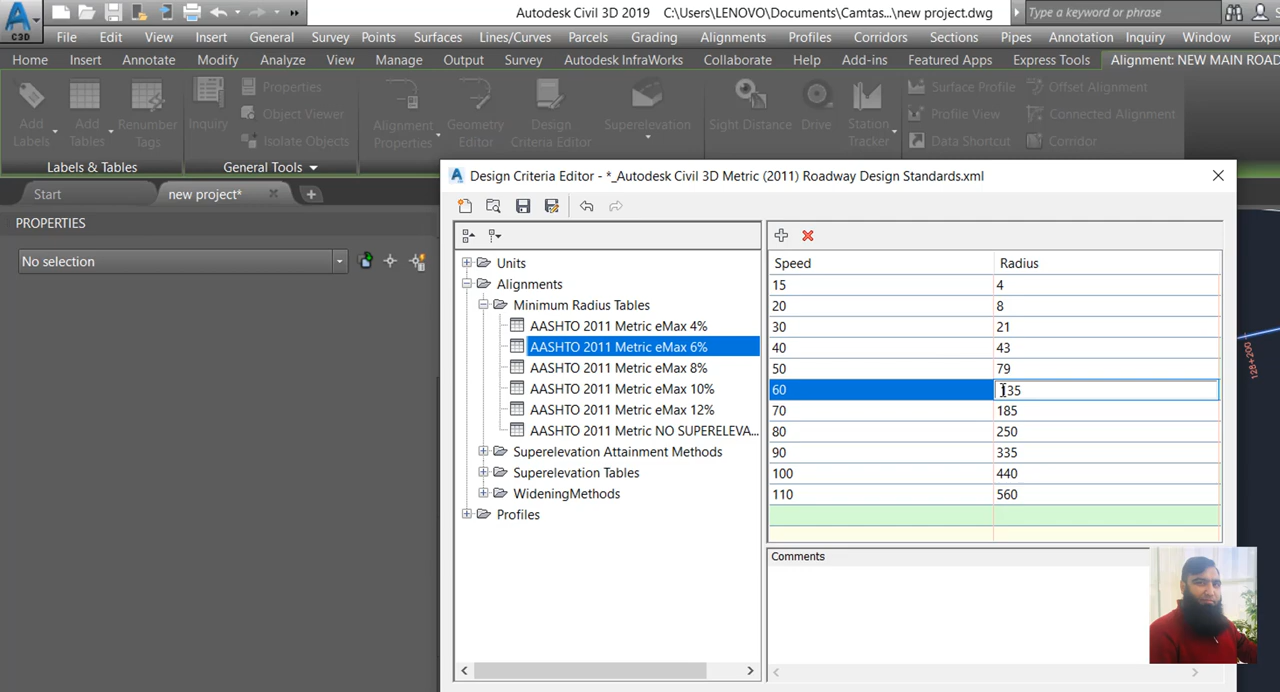 Autodesk Civil 3D 2019 C:\Users\LENOVO\Documents\Camtas...\new project.dwg
Type a keyword or phrase
C3D
File Edit View Insert General Survey Points Surfaces Lines/Curves Parcels Grading Alignments Profiles Corridors Sections Pipes Annotation Inquiry Window Expr
Home Insert Annotate Modify Analyze View Manage Output Survey Autodesk InfraWorks Collaborate Help Add-ins Featured Apps Express Tools Alignment: NEW MAIN ROAD
Add Labels
Add Tables
Renumber Tags
Inquiry
Properties
Object Viewer
Isolate Objects
Alignment Properties
Geometry Editor
Design Criteria Editor
Superelevation
Sight Distance
Drive
Station Tracker
Surface Profile
Profile View
Data Shortcut
Offset Alignment
Connected Alignment
Corridor
Labels & Tables
General Tools
Start
new project*
PROPERTIES
No selection
Design Criteria Editor - *_Autodesk Civil 3D Metric (2011) Roadway Design Standards.xml
Units
Alignments
Minimum Radius Tables
AASHTO 2011 Metric eMax 4%
AASHTO 2011 Metric eMax 6%
AASHTO 2011 Metric eMax 8%
AASHTO 2011 Metric eMax 10%
AASHTO 2011 Metric eMax 12%
AASHTO 2011 Metric NO SUPERELEVA...
Superelevation Attainment Methods
Superelevation Tables
WideningMethods
Profiles
Speed Radius
15 4
20 8
30 21
40 43
50 79
60 135
70 185
80 250
90 335
100 440
110 560
Comments
128+200